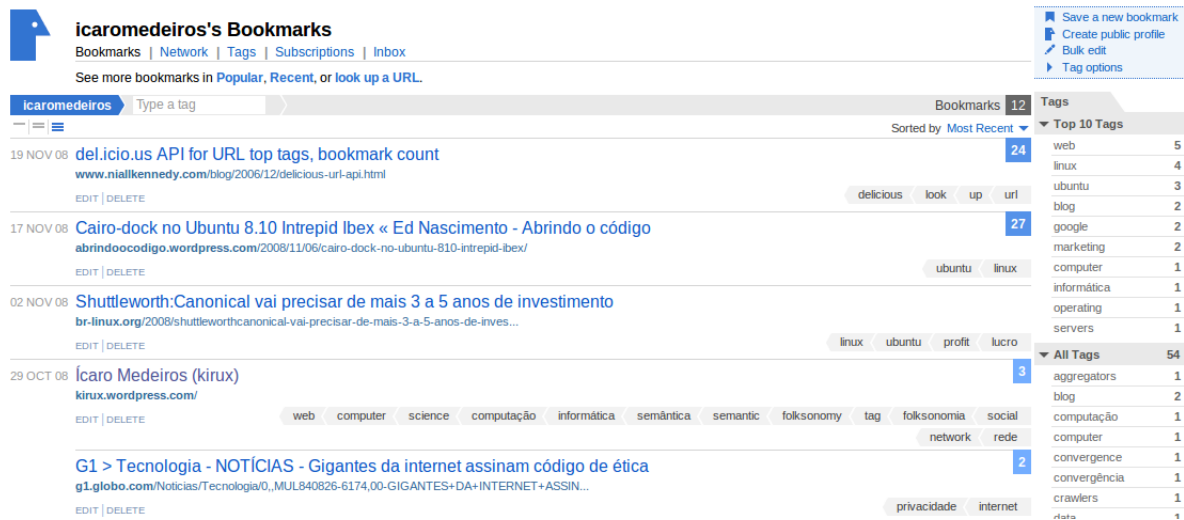 icaromedeiros's Bookmarks
Bookmarks | Network | Tags | Subscriptions | Inbox
See more bookmarks in Popular, Recent, or look up a URL.
Save a new bookmark
Create public profile
Bulk edit
Tag options
icaromedeiros Type a tag Bookmarks 12
Sorted by Most Recent
19 NOV 08 del.icio.us API for URL top tags, bookmark count 24
www.niallkennedy.com/blog/2006/12/delicious-url-api.html
EDIT | DELETE delicious look up url
17 NOV 08 Cairo-dock no Ubuntu 8.10 Intrepid Ibex « Ed Nascimento - Abrindo o código 27
abrindoocodigo.wordpress.com/2008/11/06/cairo-dock-no-ubuntu-810-intrepid-ibex/
EDIT | DELETE ubuntu linux
02 NOV 08 Shuttleworth:Canonical vai precisar de mais 3 a 5 anos de investimento
br-linux.org/2008/shuttleworthcanonical-vai-precisar-de-mais-3-a-5-anos-de-inves...
EDIT | DELETE linux ubuntu profit lucro
29 OCT 08 Ícaro Medeiros (kirux) 3
kirux.wordpress.com/
EDIT | DELETE web computer science computação informática semântica semantic folksonomy tag folksonomia social
network rede
G1 > Tecnologia - NOTÍCIAS - Gigantes da internet assinam código de ética 2
g1.globo.com/Noticias/Tecnologia/0,,MUL840826-6174,00-GIGANTES+DA+INTERNET+ASSIN...
EDIT | DELETE privacidade internet
Tags
Top 10 Tags
web 5
linux 4
ubuntu 3
blog 2
google 2
marketing 2
computer 1
informática 1
operating 1
servers 1
All Tags 54
aggregators 1
blog 2
computação 1
computer 1
convergence 1
convergência 1
crawlers 1
data 1